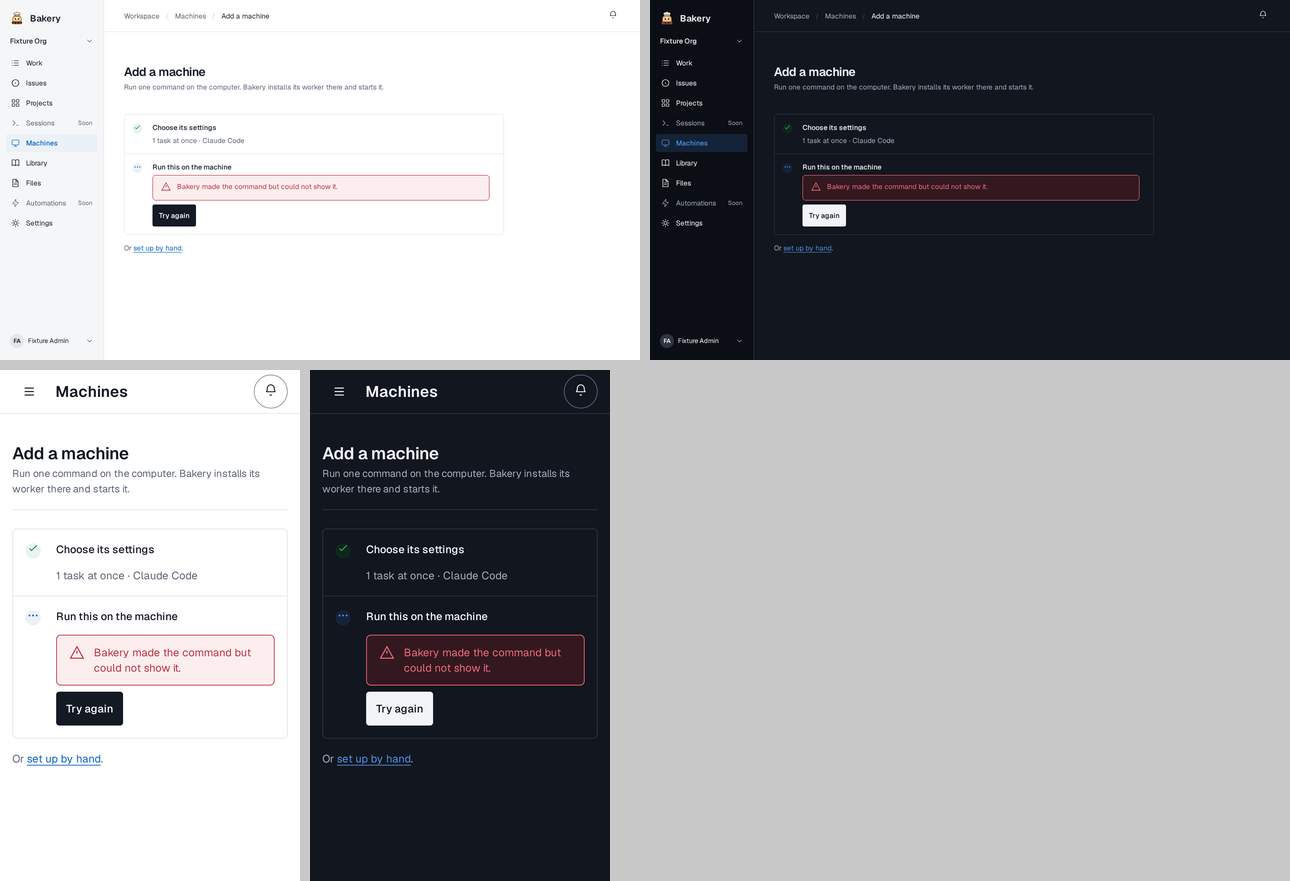 Bakery
Fixture Org
Work
Issues
Projects
Sessions Soon
Machines
Library
Files
Automations Soon
Settings
FA Fixture Admin
Workspace / Machines / Add a machine
Add a machine
Run one command on the computer. Bakery installs its worker there and starts it.
Choose its settings
1 task at once · Claude Code
Run this on the machine
Bakery made the command but could not show it.
Try again
Or set up by hand.
Bakery
Fixture Org
Work
Issues
Projects
Sessions Soon
Machines
Library
Files
Automations Soon
Settings
FA Fixture Admin
Workspace / Machines / Add a machine
Add a machine
Run one command on the computer. Bakery installs its worker there and starts it.
Choose its settings
1 task at once · Claude Code
Run this on the machine
Bakery made the command but could not show it.
Try again
Or set up by hand.
Machines
Add a machine
Run one command on the computer. Bakery installs its
worker there and starts it.
Choose its settings
1 task at once · Claude Code
Run this on the machine
Bakery made the command but
could not show it.
Try again
Or set up by hand.
Machines
Add a machine
Run one command on the computer. Bakery installs its
worker there and starts it.
Choose its settings
1 task at once · Claude Code
Run this on the machine
Bakery made the command but
could not show it.
Try again
Or set up by hand.